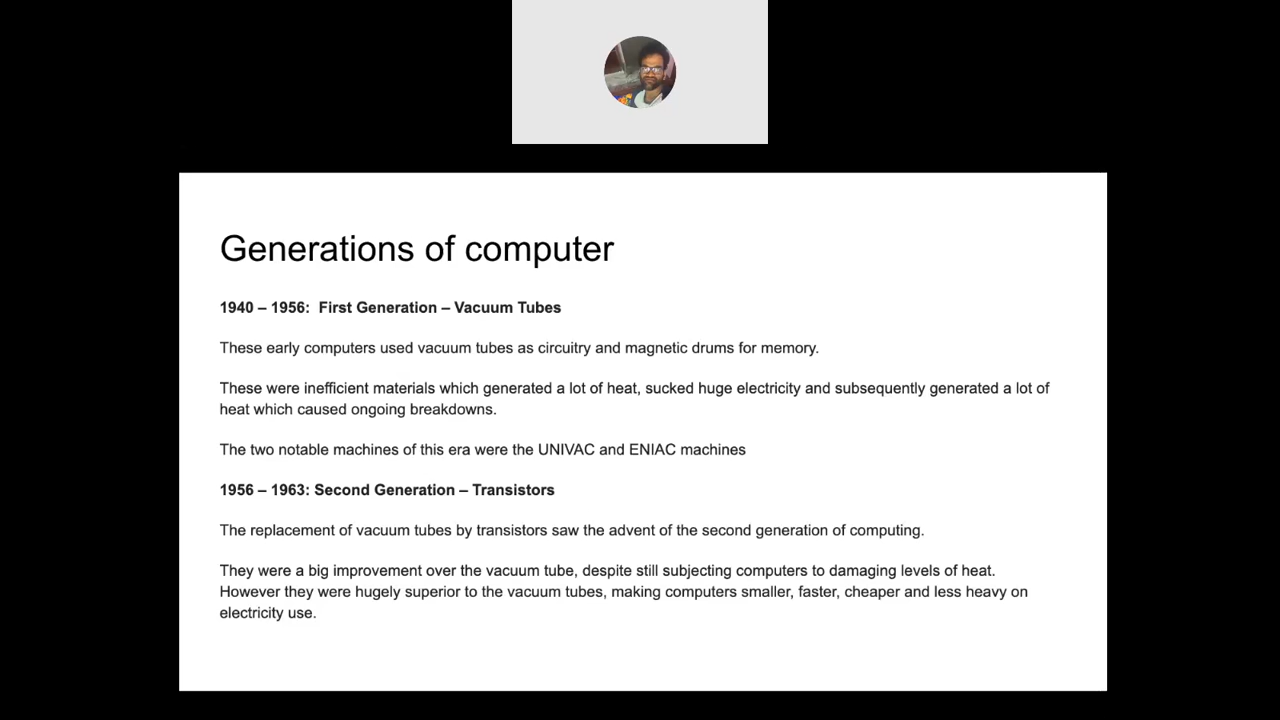 Generations of computer
1940 – 1956:  First Generation – Vacuum Tubes
These early computers used vacuum tubes as circuitry and magnetic drums for memory.
These were inefficient materials which generated a lot of heat, sucked huge electricity and subsequently generated a lot of
heat which caused ongoing breakdowns.
The two notable machines of this era were the UNIVAC and ENIAC machines
1956 – 1963: Second Generation – Transistors
The replacement of vacuum tubes by transistors saw the advent of the second generation of computing.
They were a big improvement over the vacuum tube, despite still subjecting computers to damaging levels of heat.
However they were hugely superior to the vacuum tubes, making computers smaller, faster, cheaper and less heavy on
electricity use.